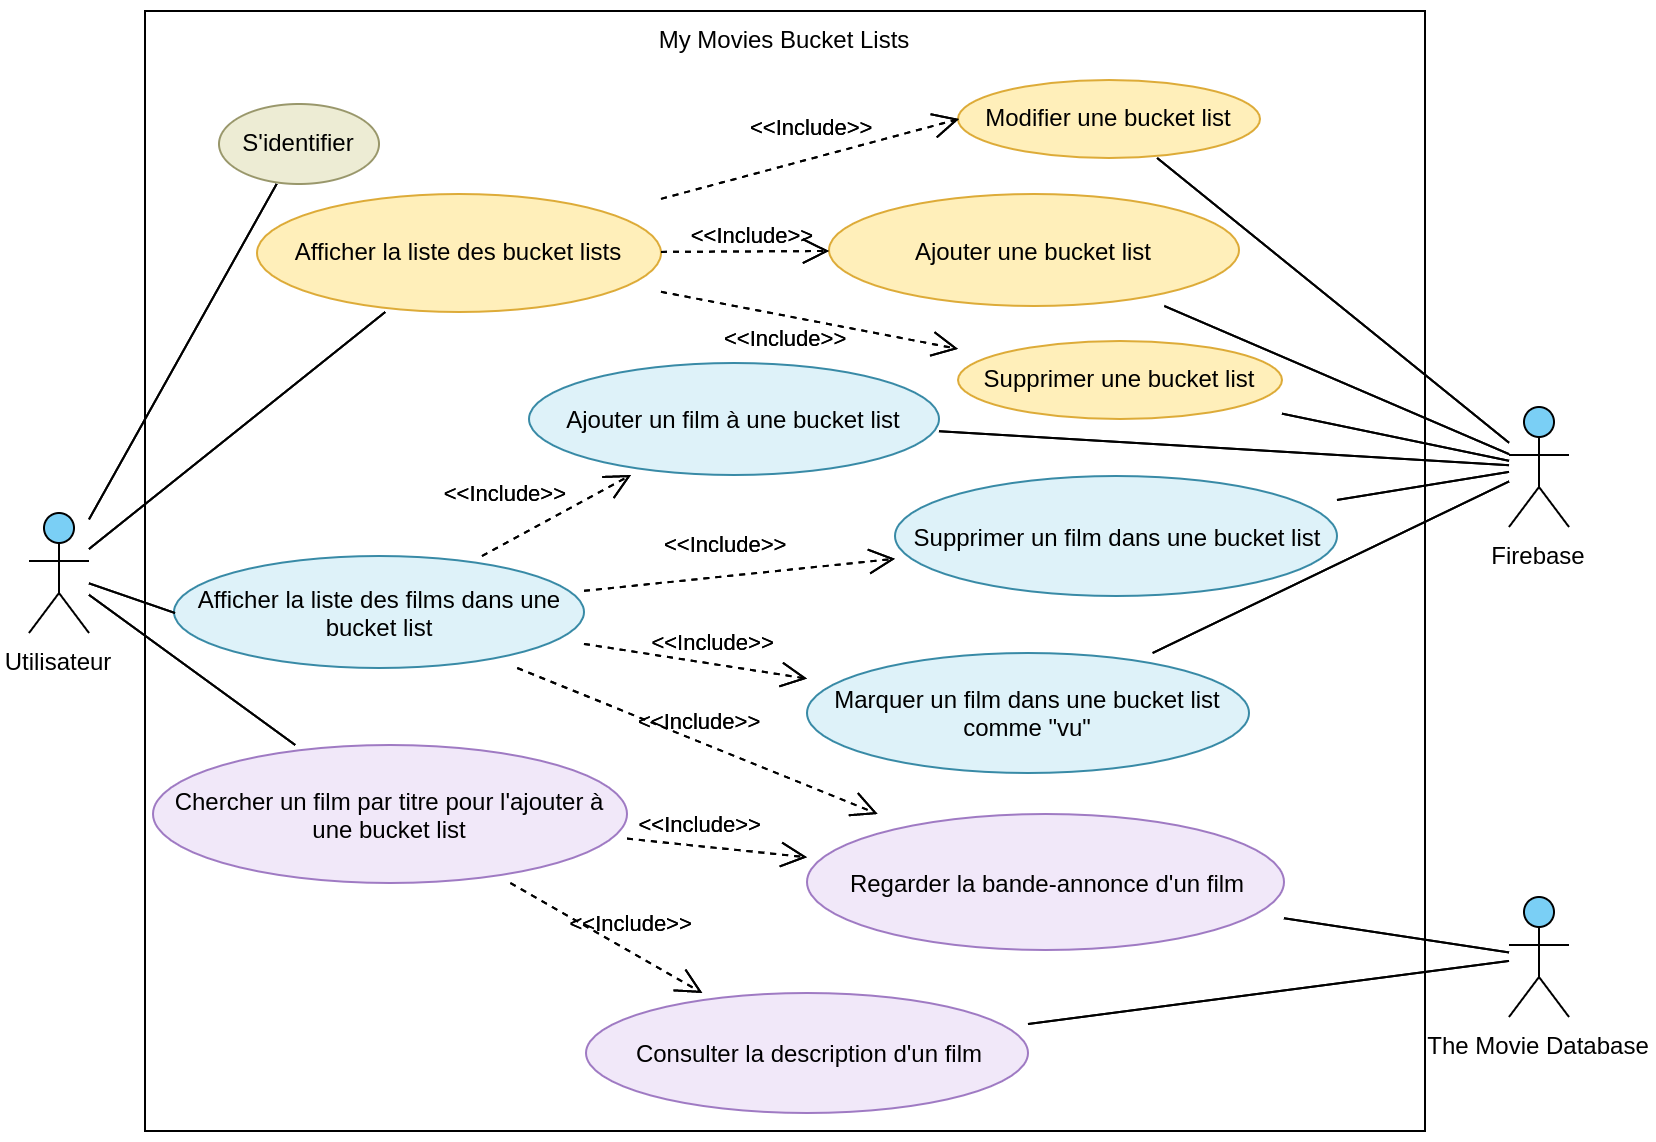 My Movies Bucket Lists
Modifier une bucket list
<<Include>>
S'identifier
<<Include>>
Afficher la liste des bucket lists
Ajouter une bucket list
<<Include>>
Supprimer une bucket list
Ajouter un film à une bucket list
<<Include>>
Supprimer un film dans une bucket list
<<Include>>
Firebase
Afficher la liste des films dans une
bucket list
<<Include>>
Utilisateur
Marquer un film dans une bucket list
comme "vu"
<<Include>>
Chercher un film par titre pour l'ajouter à
une bucket list
<<Include>>
Regarder la bande-annonce d'un film
<<Include>>
The Movie Database
Consulter la description d'un film